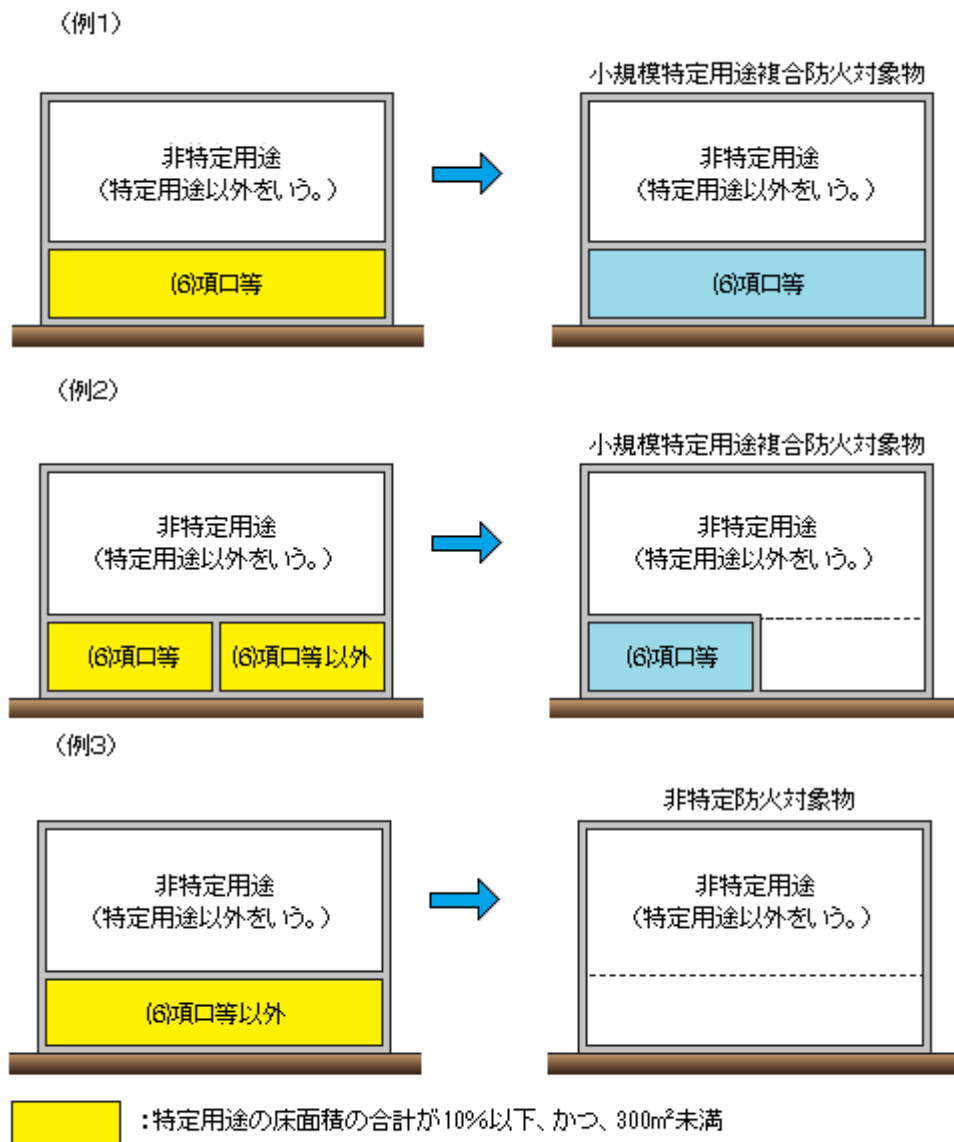 （例1）
小規模特定用途複合防火対象物
非特定用途
（特定用途以外をいう。）
非特定用途
（特定用途以外をいう。）
(6)項ロ等
(6)項ロ等
（例2）
小規模特定用途複合防火対象物
非特定用途
（特定用途以外をいう。）
非特定用途
（特定用途以外をいう。）
(6)項ロ等
(6)項ロ等以外
(6)項ロ等
（例3）
非特定防火対象物
非特定用途
（特定用途以外をいう。）
非特定用途
（特定用途以外をいう。）
(6)項ロ等以外
：特定用途の床面積の合計が10%以下、かつ、300m²未満